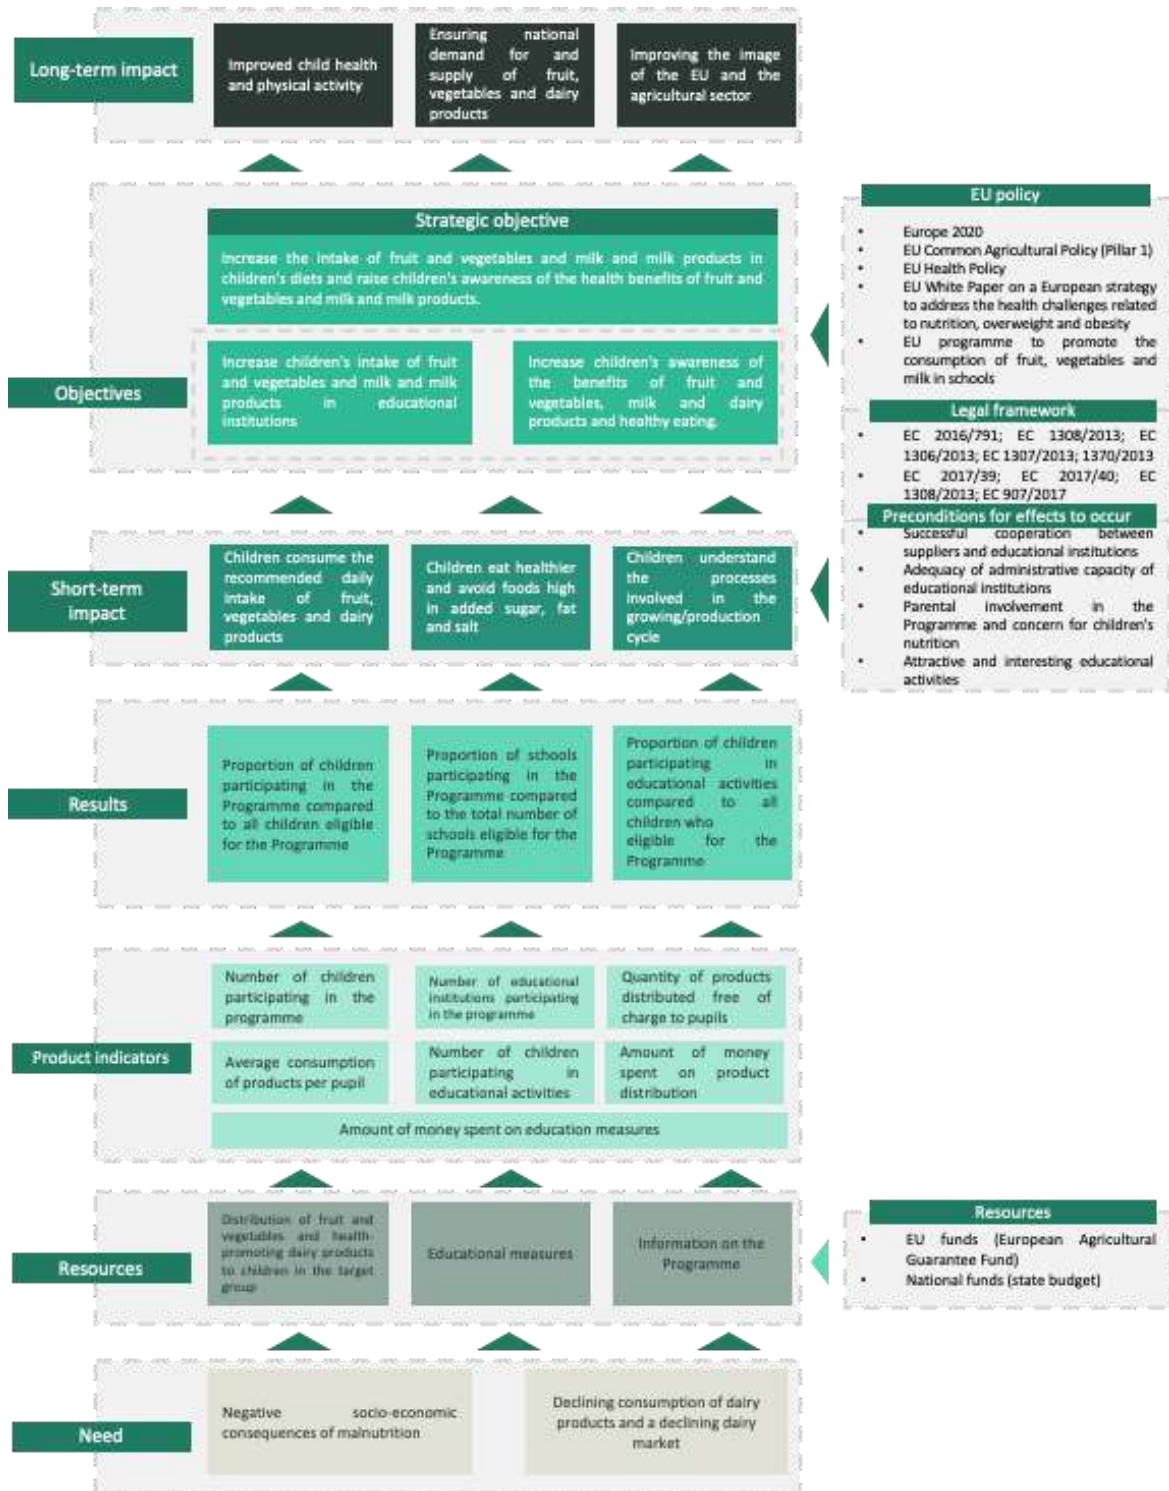 Long-term impact
Improved child health
and physical activity
Ensuring national
demand for and
supply of fruit,
vegetables and dairy
products
Improving the image
of the EU and the
agricultural sector
Objectives
Strategic objective
Increase the intake of fruit and vegetables and milk and milk products in
children's diets and raise children's awareness of the health benefits of fruit and
vegetables and milk and milk products.
Increase children's intake of fruit
and vegetables and milk and milk
products in educational
institutions
Increase children's awareness of
the benefits of fruit and
vegetables, milk and dairy
products and healthy eating.
EU policy
• Europe 2020
• EU Common Agricultural Policy (Pillar 1)
• EU Health Policy
• EU White Paper on a European strategy
to address the health challenges related
to nutrition, overweight and obesity
• EU programme to promote the
consumption of fruit, vegetables and
milk in schools
Legal framework
• EC 2016/791; EC 1308/2013; EC
1306/2013; EC 1307/2013; 1370/2013
• EC 2017/39; EC 2017/40; EC
1308/2013; EC 907/2017
Preconditions for effects to occur
• Successful cooperation between
suppliers and educational institutions
• Adequacy of administrative capacity of
educational institutions
• Parental involvement in the
Programme and concern for children's
nutrition
• Attractive and interesting educational
activities
Short-term
impact
Children consume the
recommended daily
intake of fruit,
vegetables and dairy
products
Children eat healthier
and avoid foods high
in added sugar, fat
and salt
Children understand
the processes
involved in the
growing/production
cycle
Results
Proportion of children
participating in the
Programme compared
to all children eligible
for the Programme
Proportion of schools
participating in the
Programme compared
to the total number of
schools eligible for the
Programme
Proportion of children
participating in
educational activities
compared to all
children who
eligible for the
Programme
Product indicators
Number of children
participating in the
programme
Number of educational
institutions participating
in the programme
Quantity of products
distributed free of
charge to pupils
Average consumption
of products per pupil
Number of children
participating in
educational activities
Amount of money
spent on product
distribution
Amount of money spent on education measures
Resources
Distribution of fruit and
vegetables and health-
promoting dairy products
to children in the target
group
Educational measures
Information on the
Programme
Resources
• EU funds (European Agricultural
Guarantee Fund)
• National funds (state budget)
Need
Negative socio-economic
consequences of malnutrition
Declining consumption of dairy
products and a declining dairy
market